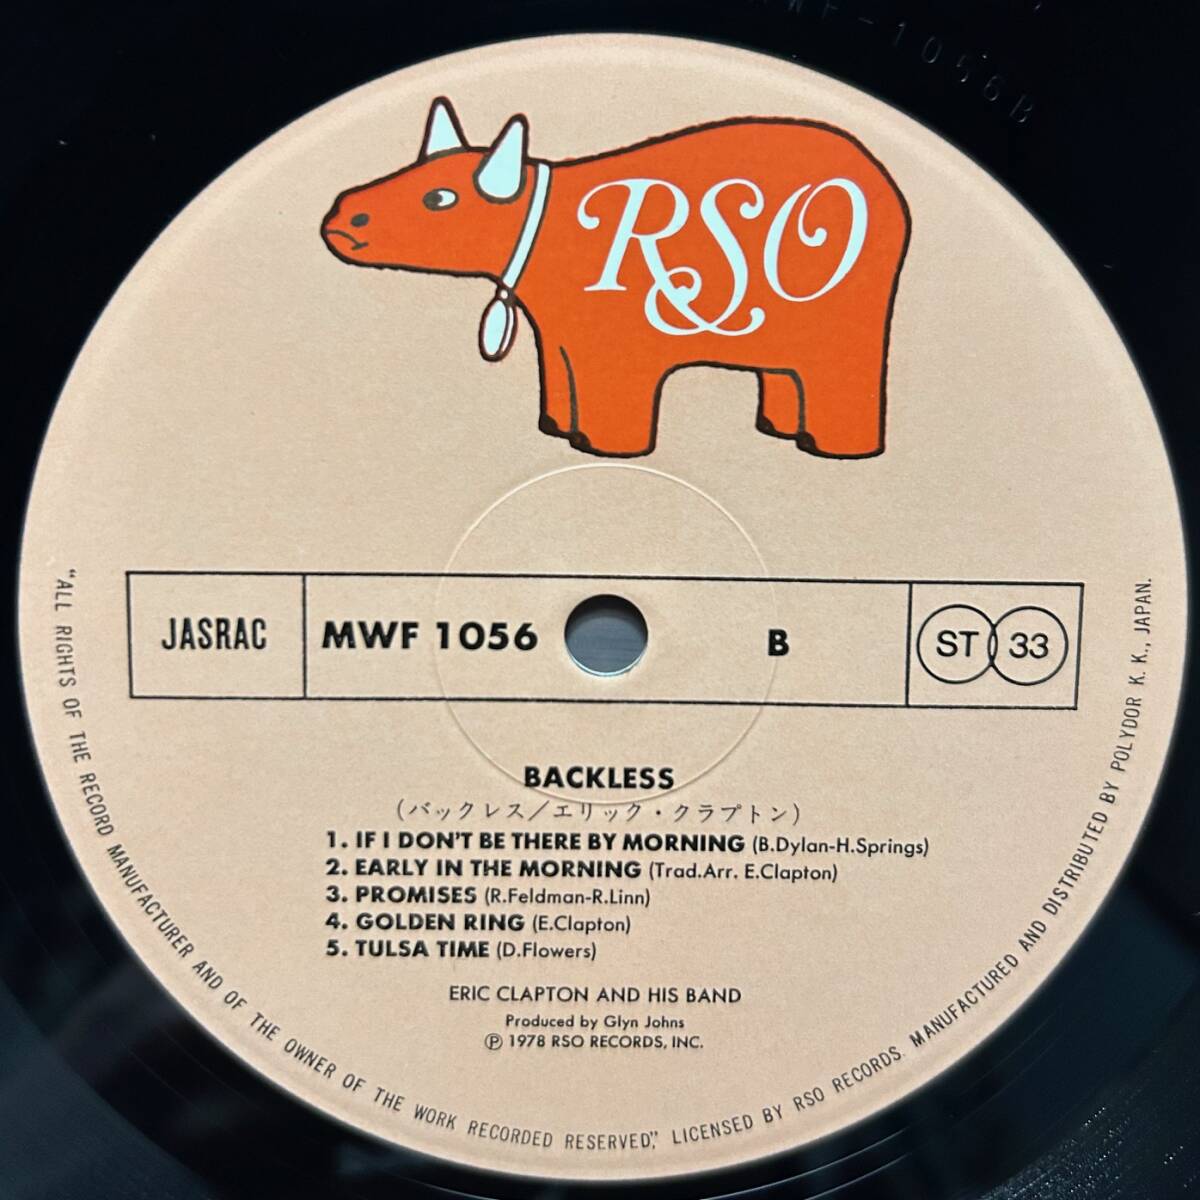 MWF-1056B
RSO
JASRAC
MWF 1056
B
ST 33
BACKLESS
(バックレス/エリック・クラプトン)
1. IF I DON'T BE THERE BY MORNING (B.Dylan-H.Springs)
2. EARLY IN THE MORNING (Trad.Arr. E.Clapton)
3. PROMISES (R.Feldman-R.Linn)
4. GOLDEN RING (E.Clapton)
5. TULSA TIME (D.Flowers)
ERIC CLAPTON AND HIS BAND
Produced by Glyn Johns
Ⓟ 1978 RSO RECORDS, INC.
"ALL RIGHTS OF THE RECORD MANUFACTURER AND OF THE OWNER OF THE WORK RECORDED RESERVED," LICENSED BY RSO RECORDS. MANUFACTURED AND DISTRIBUTED BY POLYDOR K. K., JAPAN.